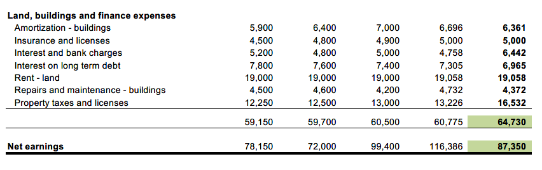 Land, buildings and finance expenses
Amortization - buildings 5,900 6,400 7,000 6,696 6,361
Insurance and licenses 4,500 4,800 4,900 5,000 5,000
Interest and bank charges 5,200 4,800 5,000 4,758 6,442
Interest on long term debt 7,800 7,600 7,400 7,305 6,965
Rent - land 19,000 19,000 19,000 19,058 19,058
Repairs and maintenance - buildings 4,500 4,600 4,200 4,732 4,372
Property taxes and licenses 12,250 12,500 13,000 13,226 16,532
59,150 59,700 60,500 60,775 64,730
Net earnings 78,150 72,000 99,400 116,386 87,350